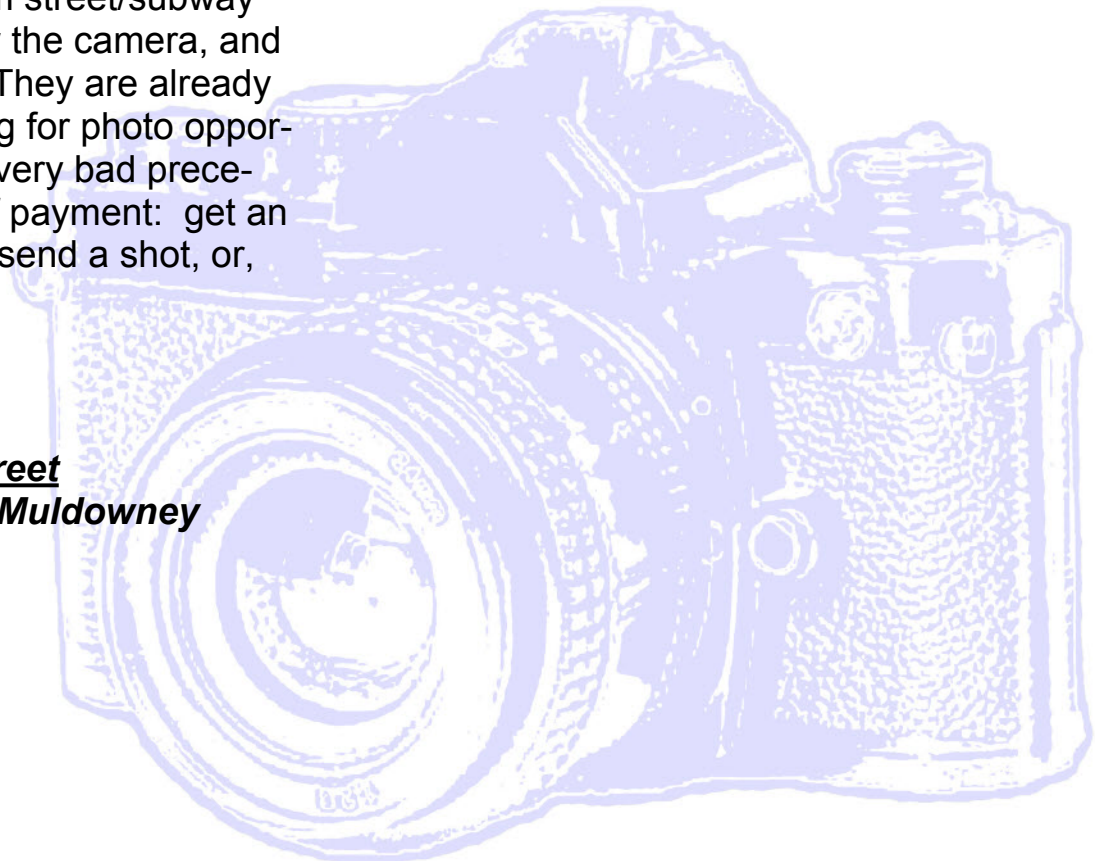 street/subway
the camera, and
They are already
for photo oppor-
very bad prece-
payment: get an
send a shot, or,
Muldowney